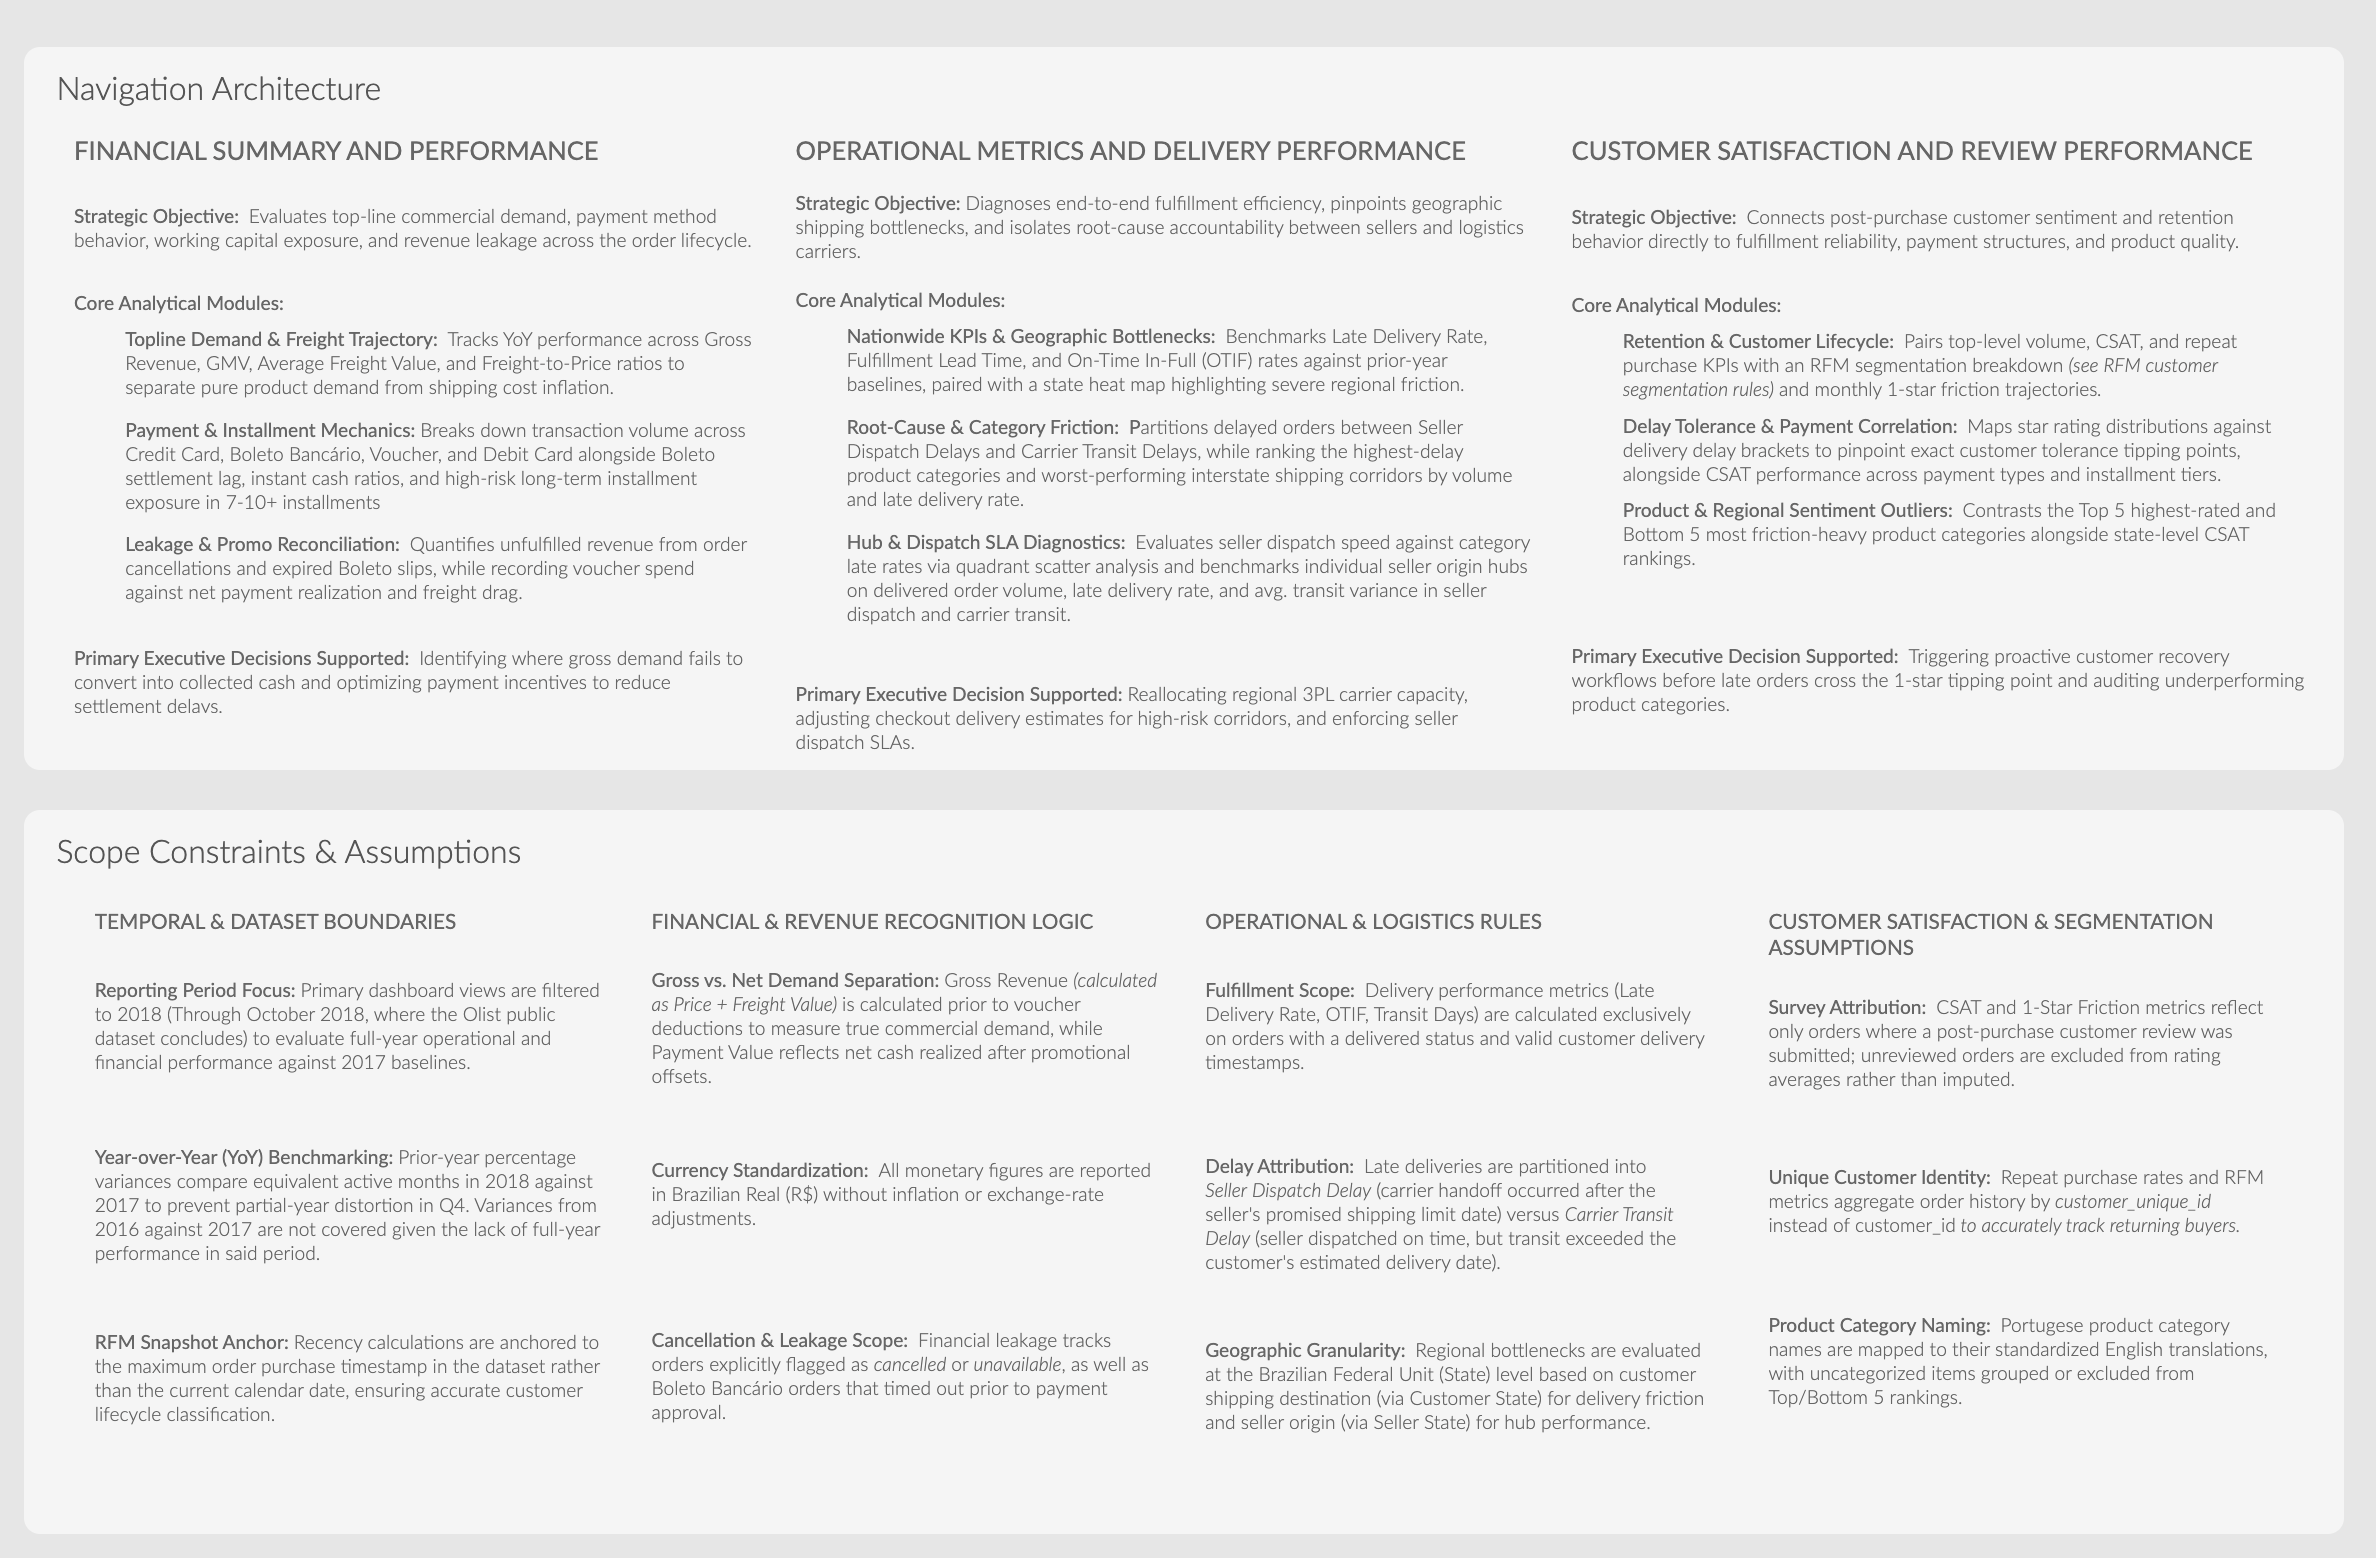 Navigation Architecture
FINANCIAL SUMMARY AND PERFORMANCE
Strategic Objective: Evaluates top-line commercial demand, payment method
behavior, working capital exposure, and revenue leakage across the order lifecycle.
Core Analytical Modules:
Topline Demand & Freight Trajectory: Tracks YoY performance across Gross
Revenue, GMV, Average Freight Value, and Freight-to-Price ratios to
separate pure product demand from shipping cost inflation.
Payment & Installment Mechanics: Breaks down transaction volume across
Credit Card, Boleto Bancário, Voucher, and Debit Card alongside Boleto
settlement lag, instant cash ratios, and high-risk long-term installment
exposure in 7-10+ installments
Leakage & Promo Reconciliation: Quantifies unfulfilled revenue from order
cancellations and expired Boleto slips, while recording voucher spend
against net payment realization and freight drag.
Primary Executive Decisions Supported: Identifying where gross demand fails to
convert into collected cash and optimizing payment incentives to reduce
settlement delays.
OPERATIONAL METRICS AND DELIVERY PERFORMANCE
Strategic Objective: Diagnoses end-to-end fulfillment efficiency, pinpoints geographic
shipping bottlenecks, and isolates root-cause accountability between sellers and logistics
carriers.
Core Analytical Modules:
Nationwide KPIs & Geographic Bottlenecks: Benchmarks Late Delivery Rate,
Fulfillment Lead Time, and On-Time In-Full (OTIF) rates against prior-year
baselines, paired with a state heat map highlighting severe regional friction.
Root-Cause & Category Friction: Partitions delayed orders between Seller
Dispatch Delays and Carrier Transit Delays, while ranking the highest-delay
product categories and worst-performing interstate shipping corridors by volume
and late delivery rate.
Hub & Dispatch SLA Diagnostics: Evaluates seller dispatch speed against category
late rates via quadrant scatter analysis and benchmarks individual seller origin hubs
on delivered order volume, late delivery rate, and avg. transit variance in seller
dispatch and carrier transit.
Primary Executive Decision Supported: Reallocating regional 3PL carrier capacity,
adjusting checkout delivery estimates for high-risk corridors, and enforcing seller
dispatch SLAs.
CUSTOMER SATISFACTION AND REVIEW PERFORMANCE
Strategic Objective: Connects post-purchase customer sentiment and retention
behavior directly to fulfillment reliability, payment structures, and product quality.
Core Analytical Modules:
Retention & Customer Lifecycle: Pairs top-level volume, CSAT, and repeat
purchase KPIs with an RFM segmentation breakdown (see RFM customer
segmentation rules) and monthly 1-star friction trajectories.
Delay Tolerance & Payment Correlation: Maps star rating distributions against
delivery delay brackets to pinpoint exact customer tolerance tipping points,
alongside CSAT performance across payment types and installment tiers.
Product & Regional Sentiment Outliers: Contrasts the Top 5 highest-rated and
Bottom 5 most friction-heavy product categories alongside state-level CSAT
rankings.
Primary Executive Decision Supported: Triggering proactive customer recovery
workflows before late orders cross the 1-star tipping point and auditing underperforming
product categories.
Scope Constraints & Assumptions
TEMPORAL & DATASET BOUNDARIES
Reporting Period Focus: Primary dashboard views are filtered
to 2018 (Through October 2018, where the Olist public
dataset concludes) to evaluate full-year operational and
financial performance against 2017 baselines.
Year-over-Year (YoY) Benchmarking: Prior-year percentage
variances compare equivalent active months in 2018 against
2017 to prevent partial-year distortion in Q4. Variances from
2016 against 2017 are not covered given the lack of full-year
performance in said period.
RFM Snapshot Anchor: Recency calculations are anchored to
the maximum order purchase timestamp in the dataset rather
than the current calendar date, ensuring accurate customer
lifecycle classification.
FINANCIAL & REVENUE RECOGNITION LOGIC
Gross vs. Net Demand Separation: Gross Revenue (calculated
as Price + Freight Value) is calculated prior to voucher
deductions to measure true commercial demand, while
Payment Value reflects net cash realized after promotional
offsets.
Currency Standardization: All monetary figures are reported
in Brazilian Real (R$) without inflation or exchange-rate
adjustments.
Cancellation & Leakage Scope: Financial leakage tracks
orders explicitly flagged as cancelled or unavailable, as well as
Boleto Bancário orders that timed out prior to payment
approval.
OPERATIONAL & LOGISTICS RULES
Fulfillment Scope: Delivery performance metrics (Late
Delivery Rate, OTIF, Transit Days) are calculated exclusively
on orders with a delivered status and valid customer delivery
timestamps.
Delay Attribution: Late deliveries are partitioned into
Seller Dispatch Delay (carrier handoff occurred after the
seller's promised shipping limit date) versus Carrier Transit
Delay (seller dispatched on time, but transit exceeded the
customer's estimated delivery date).
Geographic Granularity: Regional bottlenecks are evaluated
at the Brazilian Federal Unit (State) level based on customer
shipping destination (via Customer State) for delivery friction
and seller origin (via Seller State) for hub performance.
CUSTOMER SATISFACTION & SEGMENTATION
ASSUMPTIONS
Survey Attribution: CSAT and 1-Star Friction metrics reflect
only orders where a post-purchase customer review was
submitted; unreviewed orders are excluded from rating
averages rather than imputed.
Unique Customer Identity: Repeat purchase rates and RFM
metrics aggregate order history by customer_unique_id
instead of customer_id to accurately track returning buyers.
Product Category Naming: Portugese product category
names are mapped to their standardized English translations,
with uncategorized items grouped or excluded from
Top/Bottom 5 rankings.